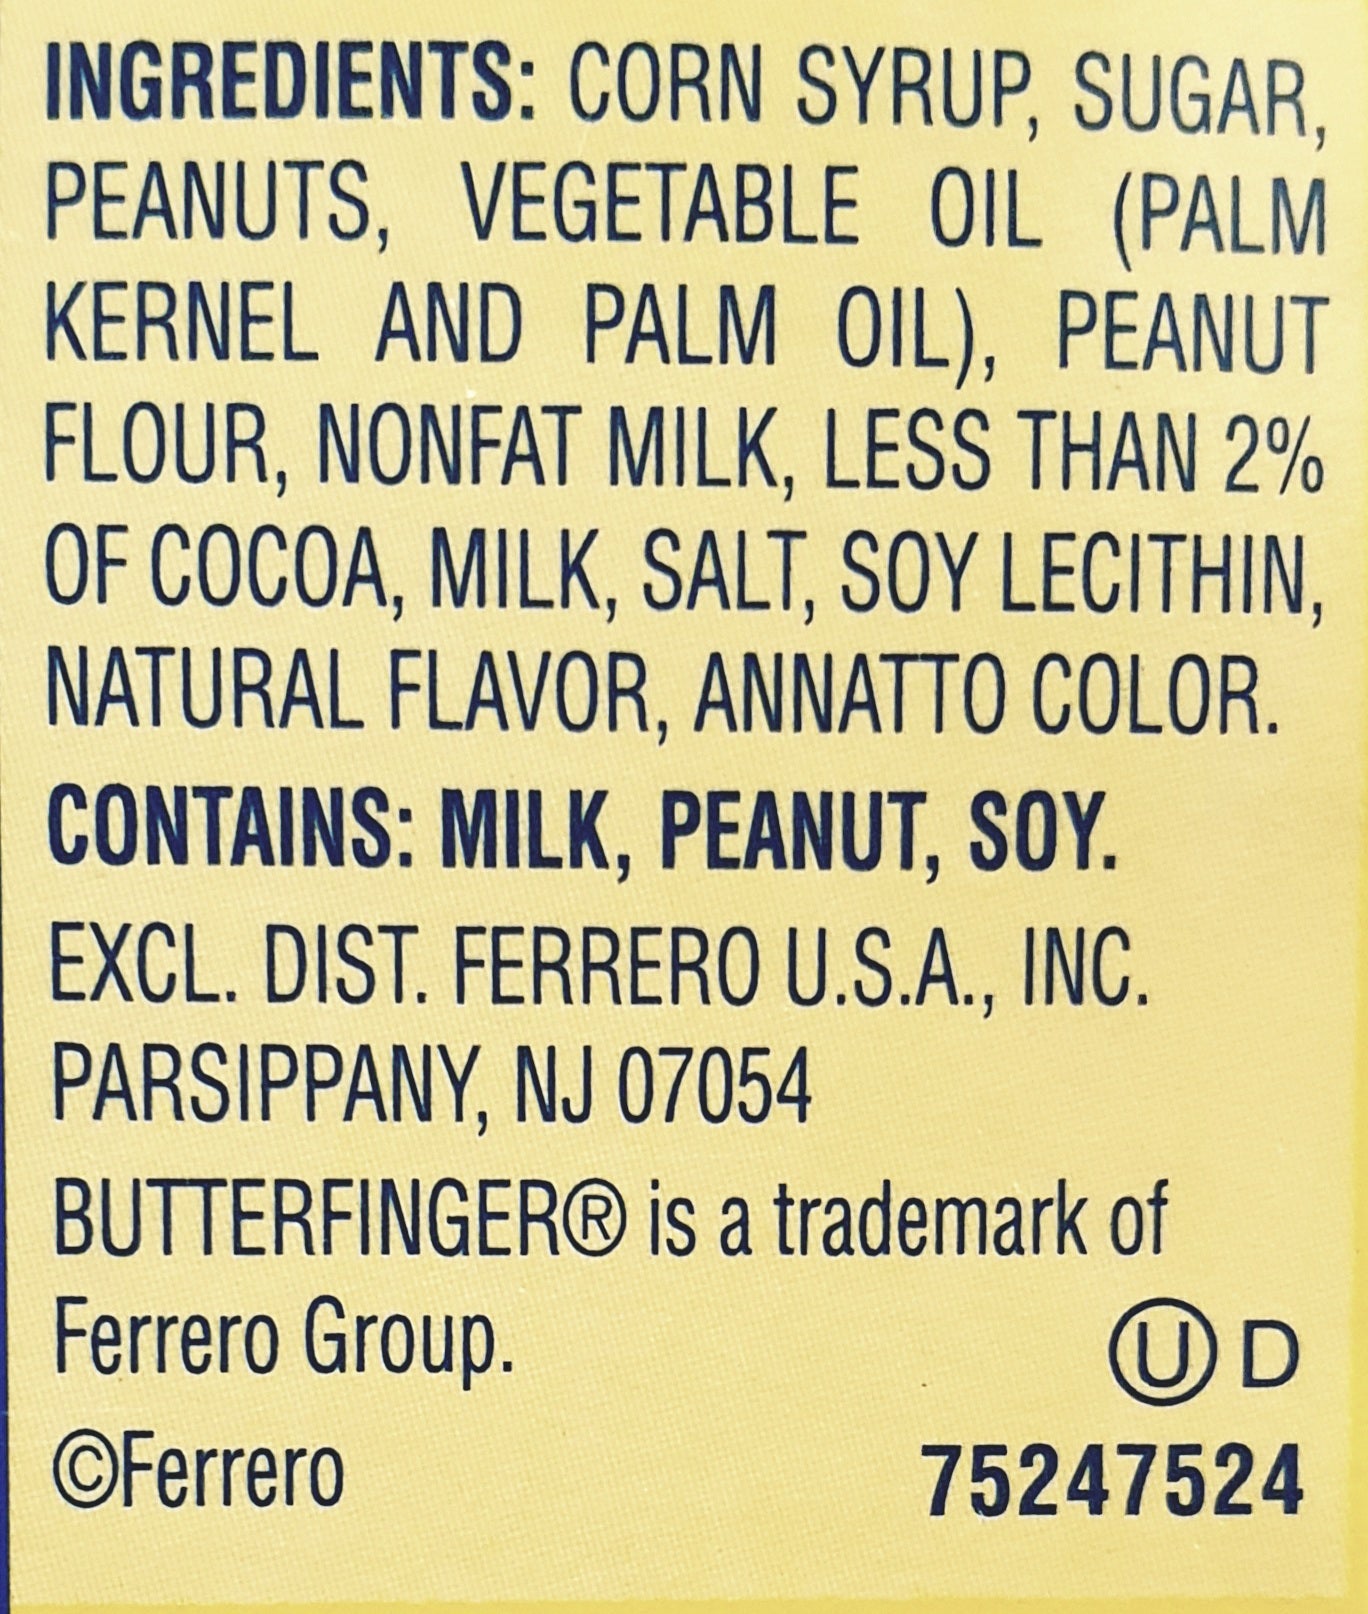 INGREDIENTS: CORN SYRUP, SUGAR,
PEANUTS, VEGETABLE OIL (PALM
KERNEL AND PALM OIL), PEANUT
FLOUR, NONFAT MILK, LESS THAN 2%
OF COCOA, MILK, SALT, SOY LECITHIN,
NATURAL FLAVOR, ANNATTO COLOR.
CONTAINS: MILK, PEANUT, SOY.
EXCL. DIST. FERRERO U.S.A., INC.
PARSIPPANY, NJ 07054
BUTTERFINGER® is a trademark of
Ferrero Group.
Ⓤ D
©Ferrero
75247524